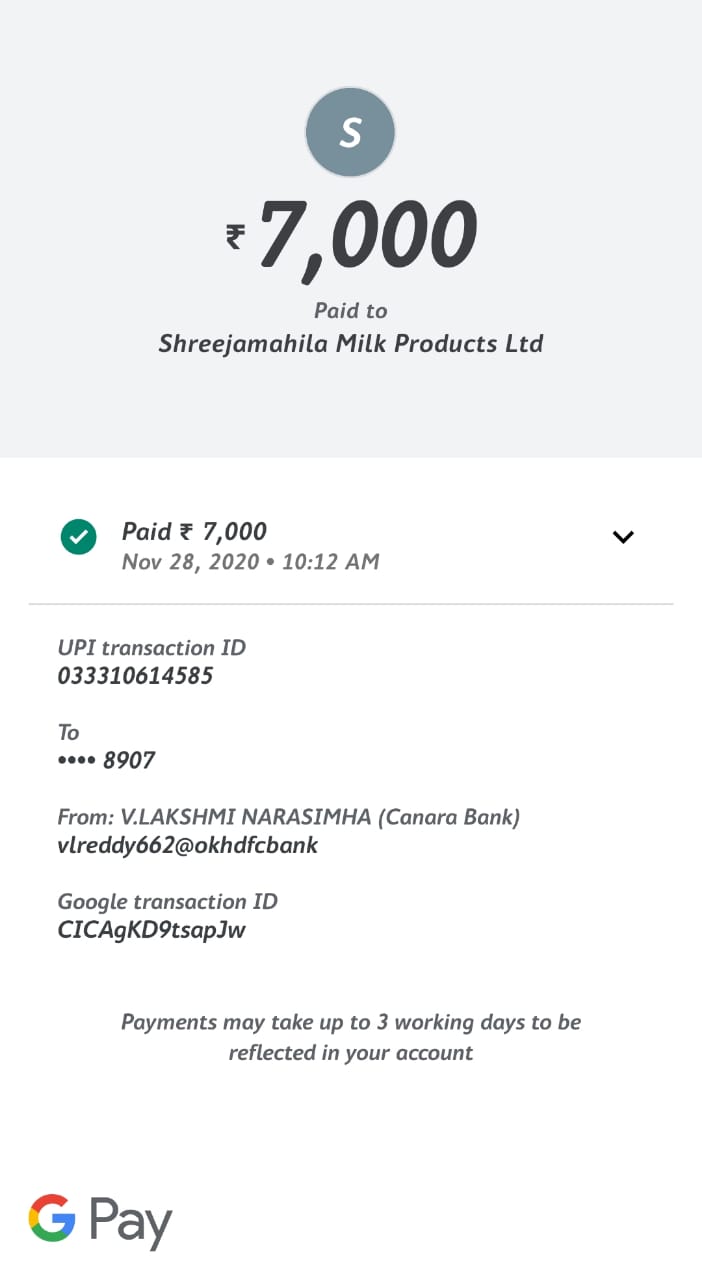 S
₹7,000
Paid to
Shreejamahila Milk Products Ltd
Paid ₹ 7,000
Nov 28, 2020 • 10:12 AM
UPI transaction ID
033310614585
To
•••• 8907
From: V.LAKSHMI NARASIMHA (Canara Bank)
vlreddy662@okhdfcbank
Google transaction ID
CICAgKD9tsapJw
Payments may take up to 3 working days to be
reflected in your account
G Pay